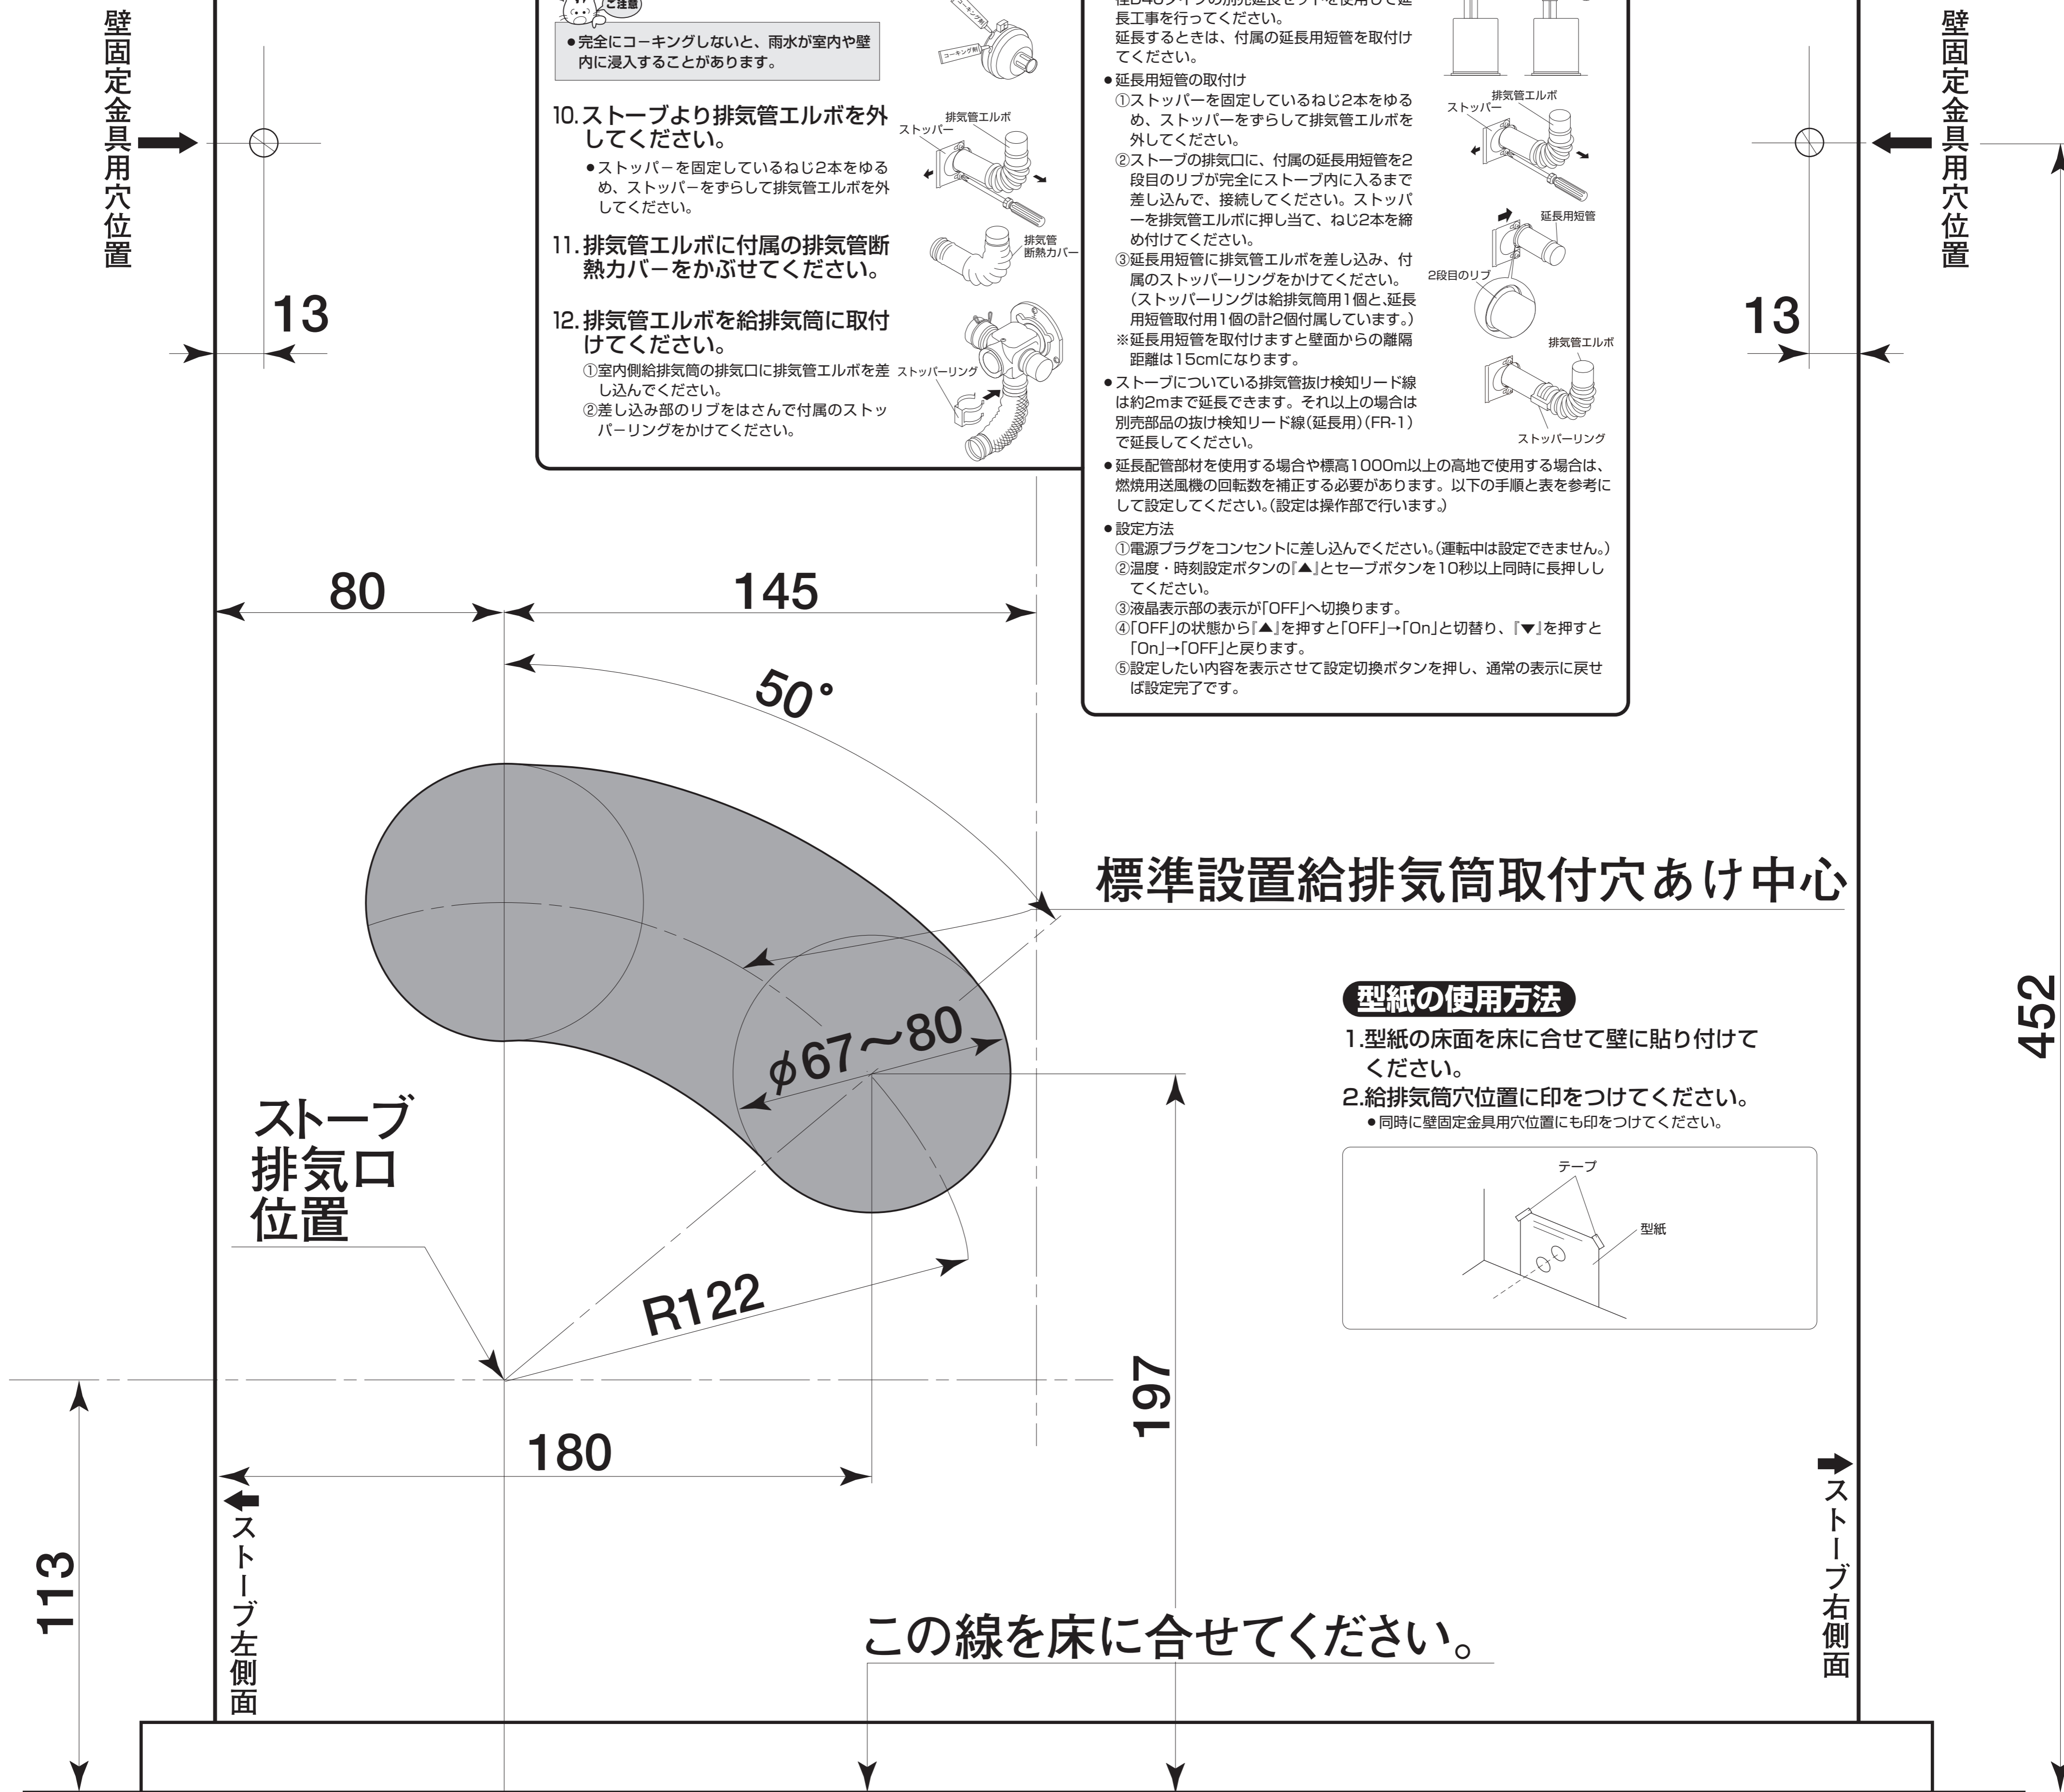 壁固定金具用穴位置
13
ご注意
●完全にコーキングしないと、雨水が室内や壁
内に浸入することがあります。
コーキング剤
コーキング剤
10.ストーブより排気管エルボを外
してください。
●ストッパーを固定しているねじ2本をゆる
め、ストッパーをずらして排気管エルボを外
してください。
ストッパー
排気管エルボ
11.排気管エルボに付属の排気管断
熱カバーをかぶせてください。
排気管
断熱カバー
12.排気管エルボを給排気筒に取付
けてください。
①室内側給排気筒の排気口に排気管エルボを差
し込んでください。
②差し込み部のリブをはさんで付属のストッ
パーリングをかけてください。
ストッパーリング
長工事を行ってください。
延長するときは、付属の延長用短管を取付け
てください。
●延長用短管の取付け
①ストッパーを固定しているねじ2本をゆる
め、ストッパーをずらして排気管エルボを
外してください。
②ストーブの排気口に、付属の延長用短管を2
段目のリブが完全にストーブ内に入るまで
差し込んで、接続してください。ストッパ
ーを排気管エルボに押し当て、ねじ2本を締
め付けてください。
③延長用短管に排気管エルボを差し込み、付
属のストッパーリングをかけてください。
(ストッパーリングは給排気筒用1個と、延長
用短管取付用1個の計2個付属しています。)
※延長用短管を取付けますと壁面からの離隔
距離は15cmになります。
●ストーブについている排気管抜け検知リード線
は約2mまで延長できます。それ以上の場合は
別売部品の抜け検知リード線(延長用)(FR-1)
で延長してください。
●延長配管部材を使用する場合や標高1000m以上の高地で使用する場合は、
燃焼用送風機の回転数を補正する必要があります。以下の手順と表を参考に
して設定してください。(設定は操作部で行います。)
●設定方法
①電源プラグをコンセントに差し込んでください。(運転中は設定できません。)
②温度・時刻設定ボタンの『▲』とセーブボタンを10秒以上同時に長押しし
てください。
③液晶表示部の表示が「OFF」へ切換ります。
④「OFF」の状態から『▲』を押すと「OFF」→「On」と切替り、『▼』を押すと
「On」→「OFF」と戻ります。
⑤設定したい内容を表示させて設定切換ボタンを押し、通常の表示に戻せ
ば設定完了です。
排気管エルボ
ストッパー
延長用短管
2段目のリブ
排気管エルボ
ストッパーリング
13
壁固定金具用穴位置
80
145
50°
標準設置給排気筒取付穴あけ中心
φ67〜80
型紙の使用方法
1.型紙の床面を床に合せて壁に貼り付けて
ください。
2.給排気筒穴位置に印をつけてください。
●同時に壁固定金具用穴位置にも印をつけてください。
テープ
型紙
452
ストーブ
排気口
位置
R122
197
180
113
ストーブ左側面
ストーブ右側面
この線を床に合せてください。